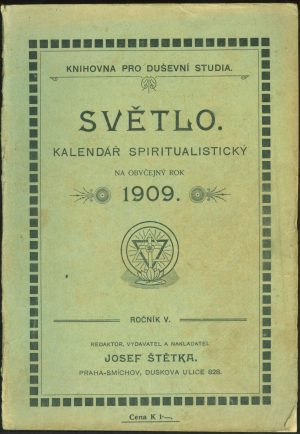 KNIHOVNA PRO DUŠEVNÍ STUDIA.
SVĚTLO.
KALENDÁŘ SPIRITUALISTICKÝ
NA OBYČEJNÝ ROK
1909.
ROČNÍK V.
REDAKTOR, VYDAVATEL A NAKLADATEL
JOSEF ŠTĚTKA.
PRAHA-SMÍCHOV, DUSKOVA ULICE 828.
Cena K 1·—.